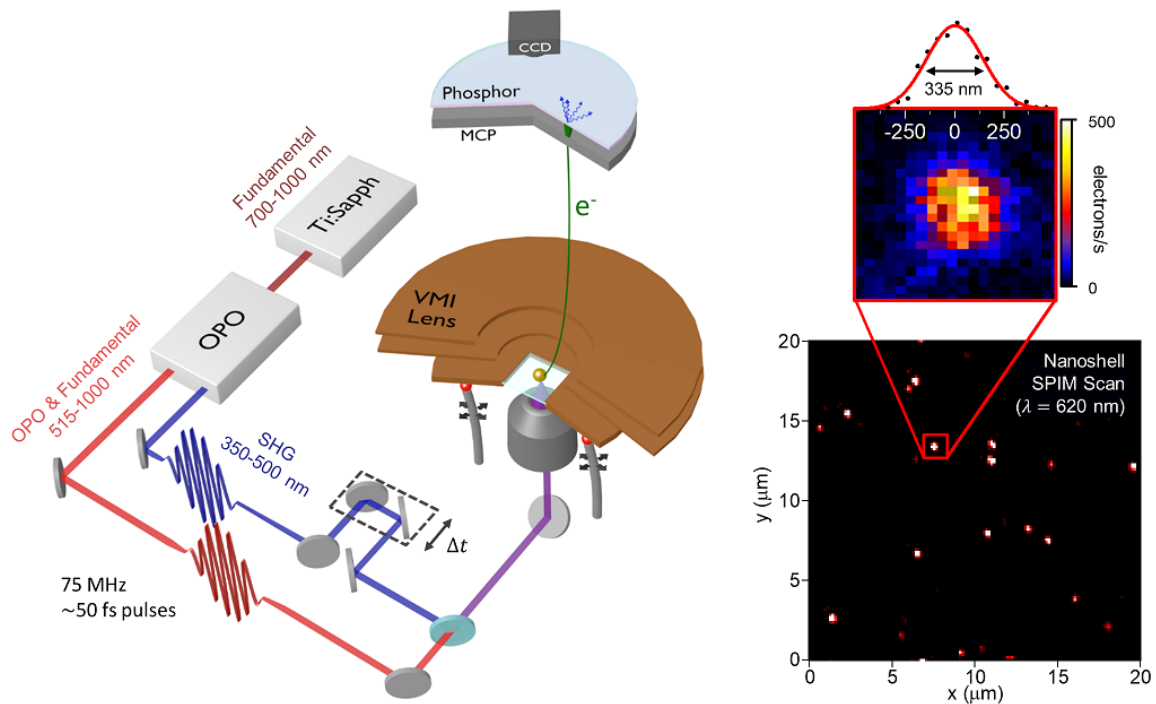 CCD
Phosphor
MCP
e-
Fundamental
700-1000 nm
Ti:Sapph
OPO
VMI
Lens
OPO & Fundamental
515-1000 nm
SHG
350-500 nm
Δt
75 MHz
~50 fs pulses
335 nm
-250 0 250
500
electrons/s
0
Nanoshell
SPIM Scan
(λ = 620 nm)
20
15
10
5
0
y (μm)
0 5 10 15 20
x (μm)